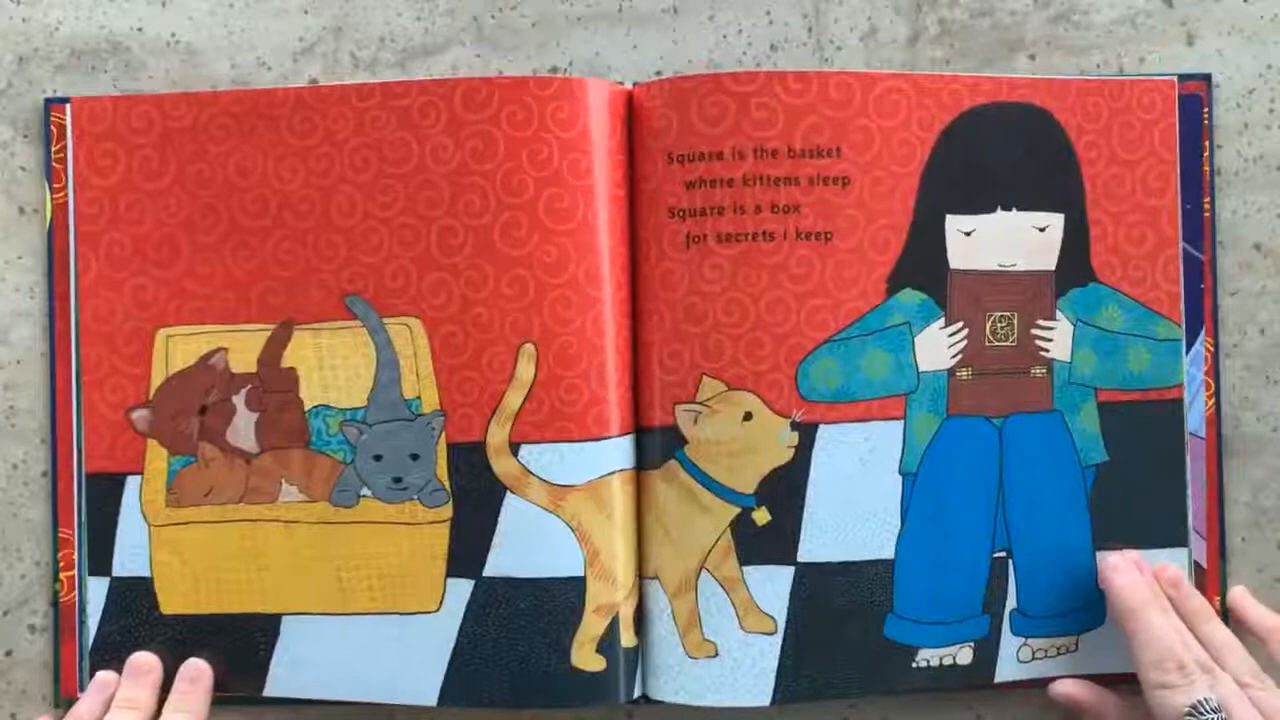 Square is the basket
where kittens sleep
Square is a box
for secrets I keep